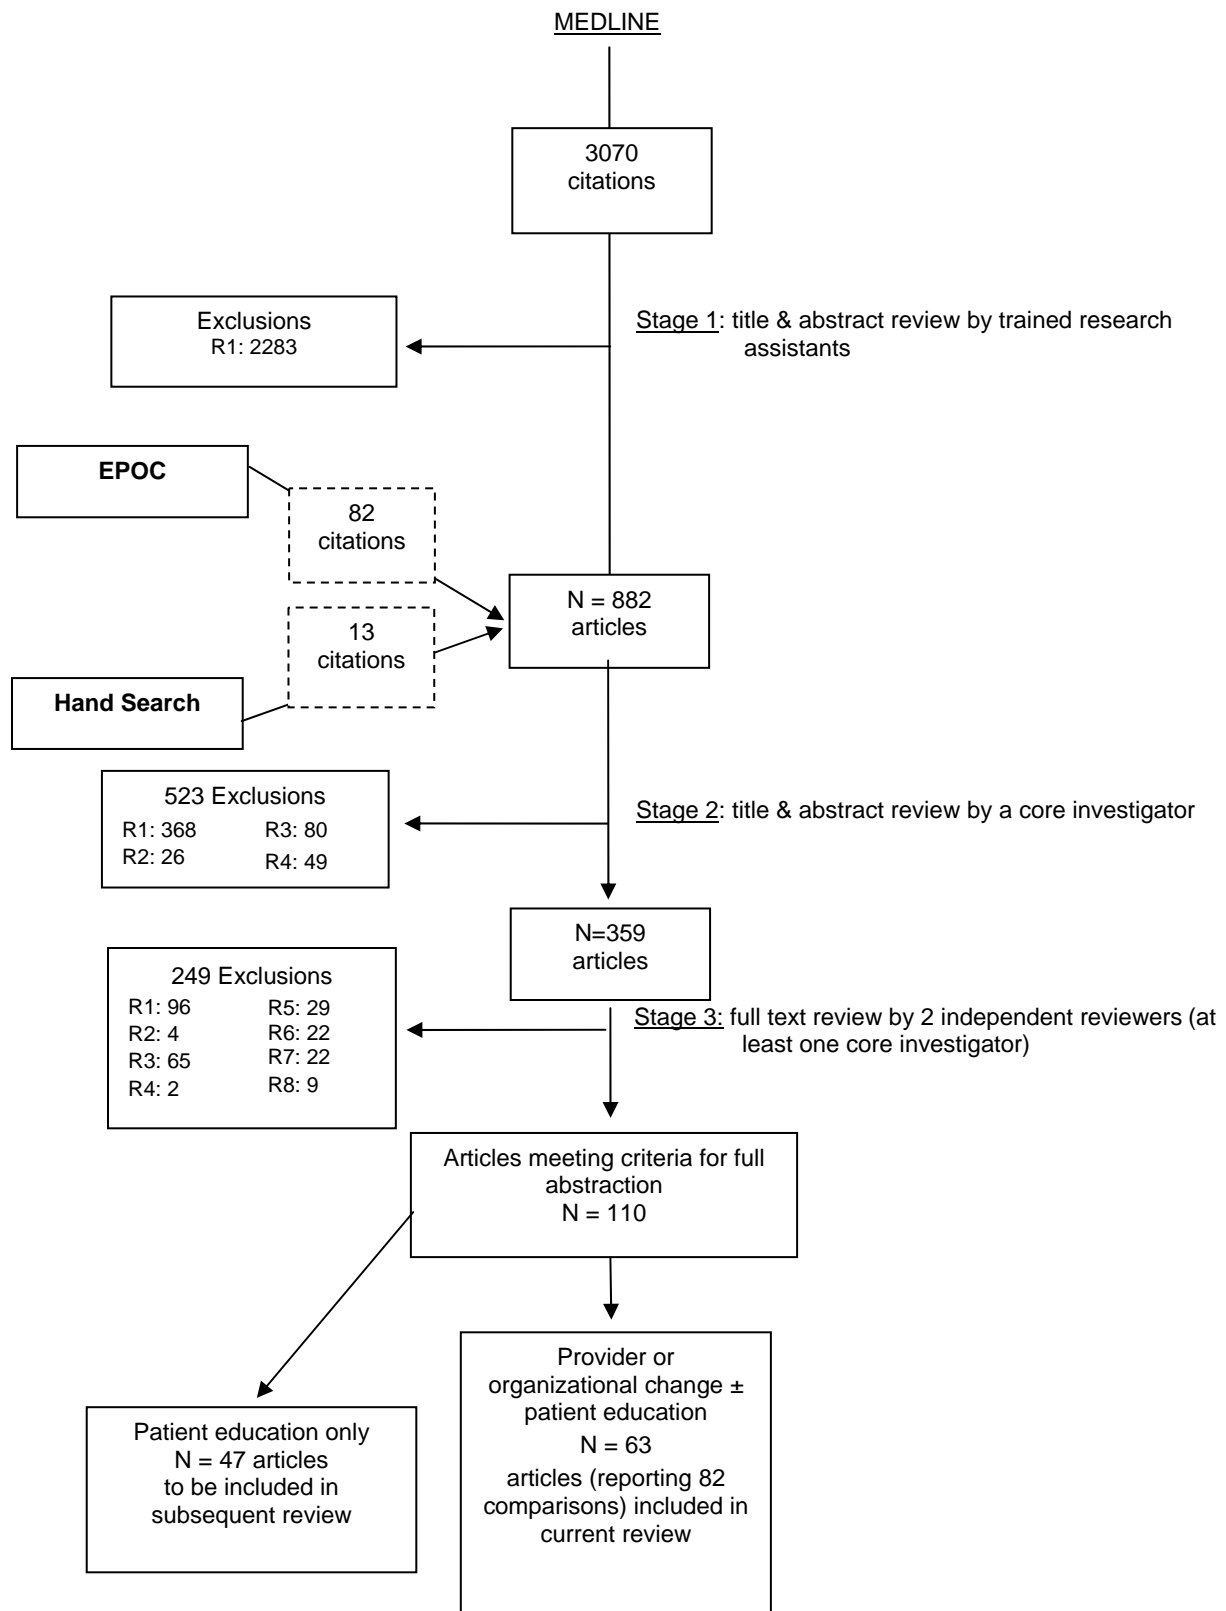 MEDLINE
3070
citations
Exclusions
R1: 2283
Stage 1: title & abstract review by trained research
assistants
EPOC
82
citations
N = 882
articles
13
citations
Hand Search
523 Exclusions
R1: 368
R3: 80
R2: 26
R4: 49
Stage 2: title & abstract review by a core investigator
N=359
articles
249 Exclusions
R1: 96
R5: 29
R2: 4
R6: 22
R3: 65
R7: 22
R4: 2
R8: 9
Stage 3: full text review by 2 independent reviewers (at
least one core investigator)
Articles meeting criteria for full
abstraction
N = 110
Patient education only
N = 47 articles
to be included in
subsequent review
Provider or
organizational change ±
patient education
N = 63
articles (reporting 82
comparisons) included in
current review